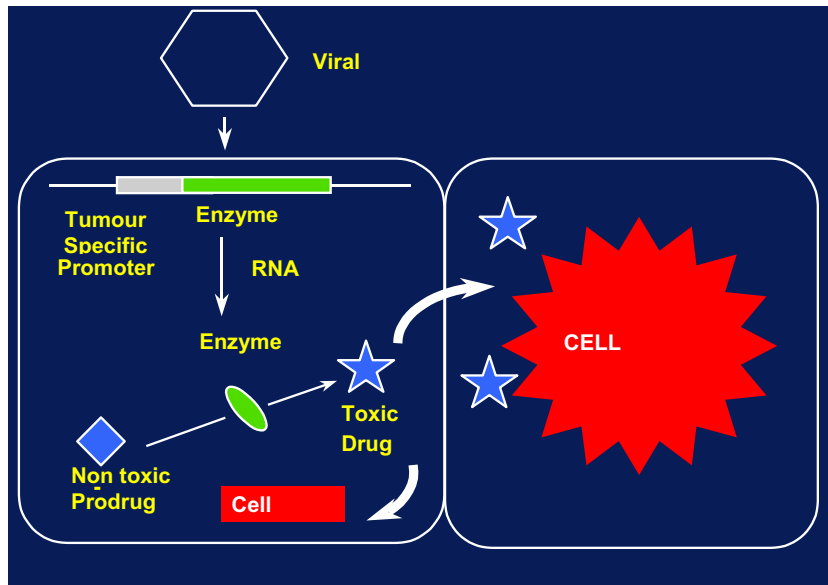 Viral
Enzyme
Tumour
Specific
Promoter
RNA
Enzyme
Toxic
Drug
Non toxic
-
Prodrug
Cell
CELL